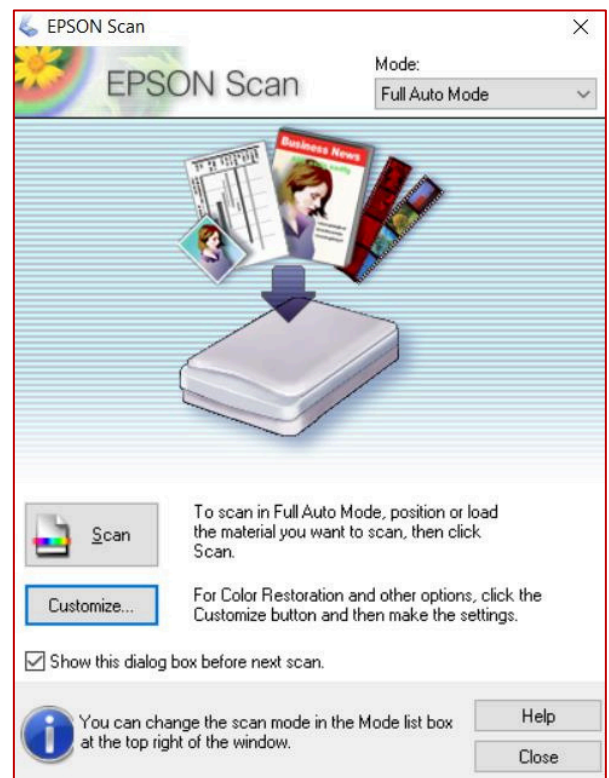 EPSON Scan
EPSON Scan
Mode:
Full Auto Mode
Business News
Scan
To scan in Full Auto Mode, position or load
the material you want to scan, then click
Scan.
Customize...
For Color Restoration and other options, click the
Customize button and then make the settings.
Show this dialog box before next scan.
You can change the scan mode in the Mode list box
at the top right of the window.
Help
Close